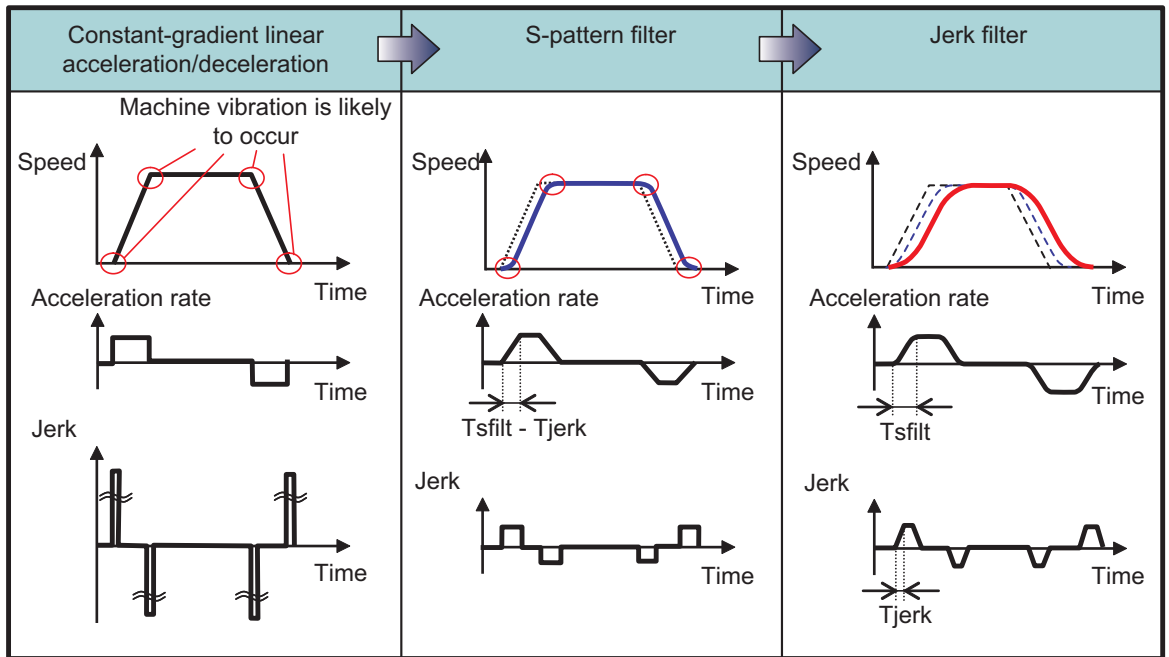 Constant-gradient linear
acceleration/deceleration
S-pattern filter
Jerk filter
Machine vibration is likely
to occur
Speed
Time
Acceleration rate
Time
Jerk
Time
Speed
Time
Acceleration rate
Time
Tsfilt - Tjerk
Jerk
Time
Speed
Time
Acceleration rate
Time
Tsfilt
Jerk
Time
Tjerk